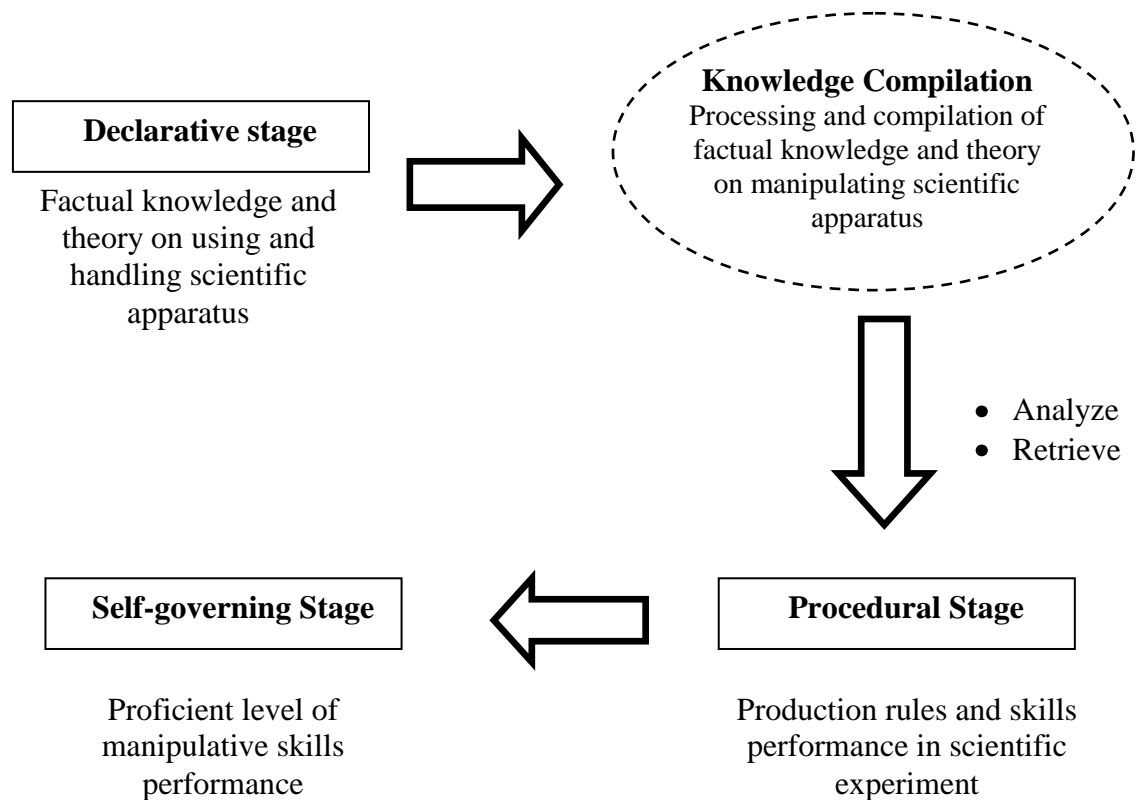 Declarative stage
Factual knowledge and
theory on using and
handling scientific
apparatus
Knowledge Compilation
Processing and compilation of
factual knowledge and theory
on manipulating scientific
apparatus
• Analyze
• Retrieve
Procedural Stage
Production rules and skills
performance in scientific
experiment
Self-governing Stage
Proficient level of
manipulative skills
performance